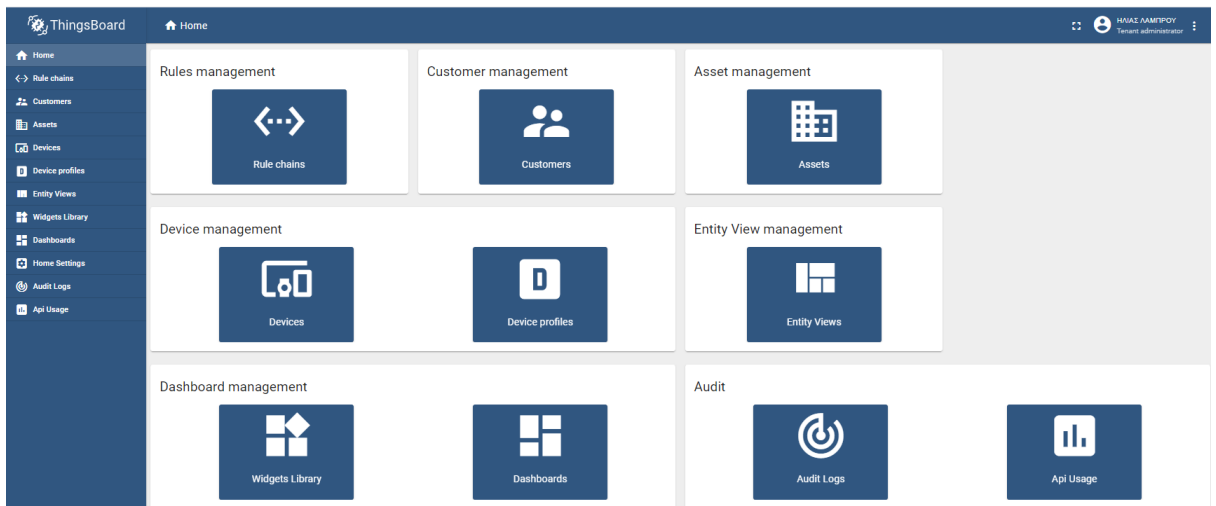 ThingsBoard
Home
ΗΛΙΑΣ ΛΑΜΠΡΟΥ
Tenant administrator
Home
Rule chains
Customers
Assets
Devices
Device profiles
Entity Views
Widgets Library
Dashboards
Home Settings
Audit Logs
Api Usage
Rules management
Rule chains
Customer management
Customers
Asset management
Assets
Device management
Devices
D
Device profiles
Entity View management
Entity Views
Dashboard management
Widgets Library
Dashboards
Audit
Audit Logs
Api Usage